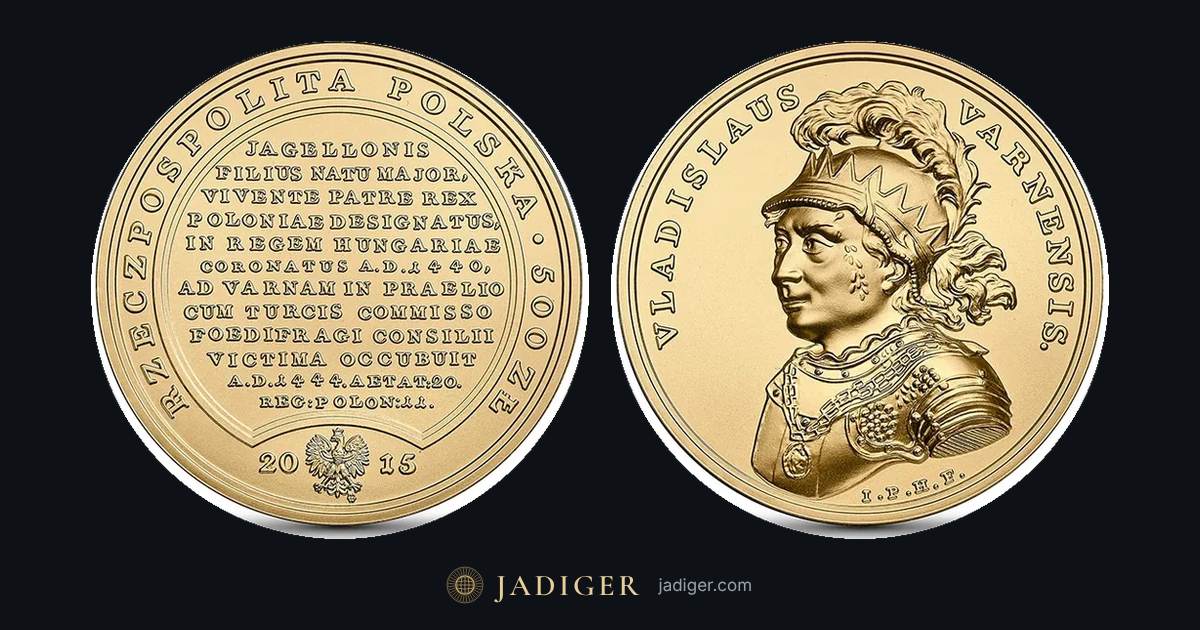 RZECZPOSPOLITA POLSKA · 500 ZŁ
JAGELLONIS
FILIUS NATU MAJOR,
VIVENTE PATRE REX
POLONIAE DESIGNATUS,
IN REGEM HUNGARIAE
CORONATUS A.D.1440,
AD VARNAM IN PRAELIO
CUM TURCIS COMMISSO
FOEDIFRAGI CONSILII
VICTIMA OCCUBUIT
A.D.1444.AETAT:20.
REG:POLON:11.
20 15
VLADISLAUS VARNENSIS.
I.P.H.F.
JADIGER jadiger.com